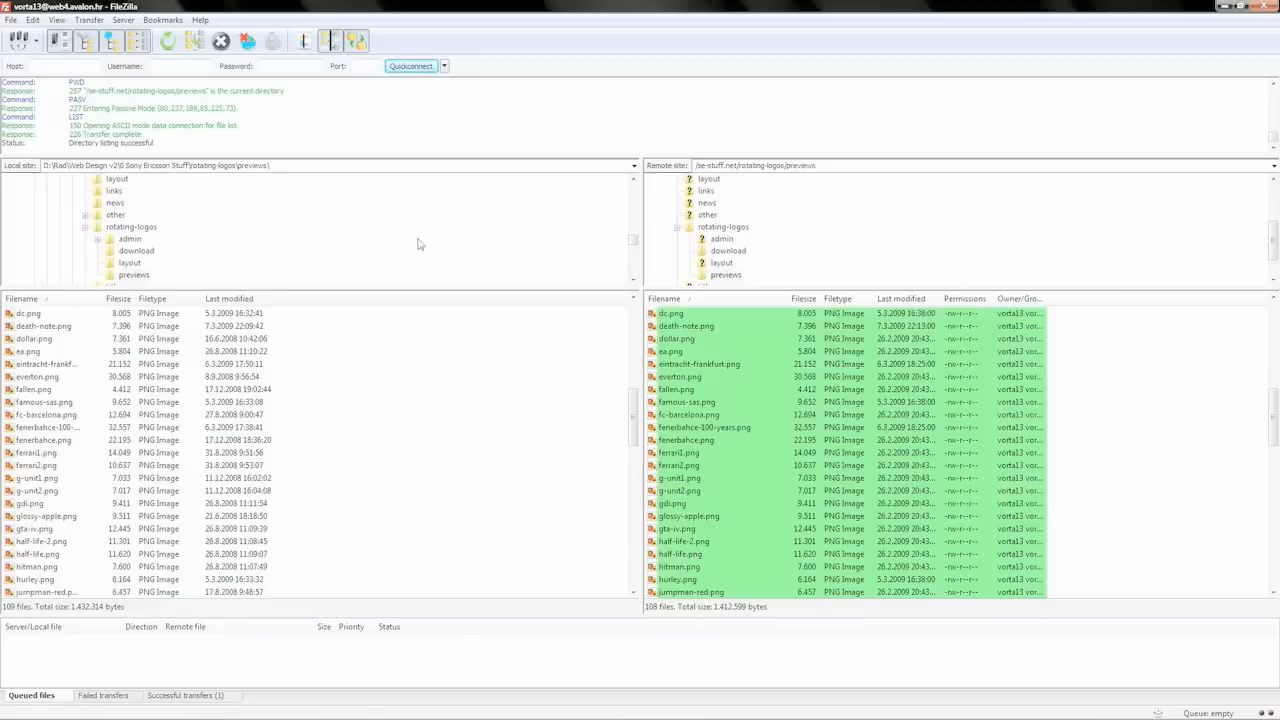 vorta13@web4.avalon.hr - FileZilla
File Edit View Transfer Server Bookmarks Help
Host: Username: Password: Port: Quickconnect
Command: PWD
Response: 257 "/se-stuff.net/rotating-logos/previews" is the current directory
Command: PASV
Response: 227 Entering Passive Mode (80,237,189,85,225,73).
Command: LIST
Response: 150 Opening ASCII mode data connection for file list
Response: 226 Transfer complete
Status: Directory listing successful
Local site: D:\Rad\Web Design v2\0 Sony Ericsson Stuff\rotating-logos\previews\
layout
links
news
other
rotating-logos
admin
download
layout
previews
Remote site: /se-stuff.net/rotating-logos/previews
layout
links
news
other
rotating-logos
admin
download
layout
previews
Filename / Filesize Filetype Last modified
dc.png 8.005 PNG Image 5.3.2009 16:32:41
death-note.png 7.396 PNG Image 7.3.2009 22:09:42
dollar.png 7.361 PNG Image 16.6.2008 10:42:06
ea.png 5.804 PNG Image 26.8.2008 11:10:22
eintracht-frankf... 21.152 PNG Image 6.3.2009 17:50:11
everton.png 30.568 PNG Image 8.9.2008 9:56:54
fallen.png 4.412 PNG Image 17.12.2008 19:02:44
famous-sas.png 9.652 PNG Image 5.3.2009 16:33:08
fc-barcelona.png 12.694 PNG Image 27.8.2008 9:00:47
fenerbahce-100-... 32.557 PNG Image 6.3.2009 17:38:41
fenerbahce.png 22.195 PNG Image 17.12.2008 18:36:20
ferrari1.png 14.049 PNG Image 31.8.2008 9:51:56
ferrari2.png 10.637 PNG Image 31.8.2008 9:53:07
g-unit1.png 7.033 PNG Image 11.12.2008 16:02:02
g-unit2.png 7.017 PNG Image 11.12.2008 16:04:08
gdi.png 9.411 PNG Image 26.8.2008 11:11:54
glossy-apple.png 9.511 PNG Image 21.6.2008 18:18:50
gta-iv.png 12.445 PNG Image 26.8.2008 11:09:39
half-life-2.png 11.301 PNG Image 26.8.2008 11:08:45
half-life.png 11.620 PNG Image 26.8.2008 11:09:07
hitman.png 7.600 PNG Image 26.8.2008 11:07:49
hurley.png 6.164 PNG Image 5.3.2009 16:33:32
jumpman-red.p... 6.457 PNG Image 17.8.2008 9:48:57
109 files. Total size: 1.432.314 bytes
Filename / Filesize Filetype Last modified Permissions Owner/Gro...
dc.png 8.005 PNG Image 5.3.2009 16:38:00 -rw-r--r-- vorta13 vor...
death-note.png 7.396 PNG Image 7.3.2009 22:13:00 -rw-r--r-- vorta13 vor...
dollar.png 7.361 PNG Image 26.2.2009 20:43... -rw-r--r-- vorta13 vor...
ea.png 5.804 PNG Image 26.2.2009 20:43... -rw-r--r-- vorta13 vor...
eintracht-frankfurt.png 21.152 PNG Image 6.3.2009 18:25:00 -rw-r--r-- vorta13 vor...
everton.png 30.568 PNG Image 26.2.2009 20:43... -rw-r--r-- vorta13 vor...
fallen.png 4.412 PNG Image 26.2.2009 20:43... -rw-r--r-- vorta13 vor...
famous-sas.png 9.652 PNG Image 5.3.2009 16:38:00 -rw-r--r-- vorta13 vor...
fc-barcelona.png 12.694 PNG Image 26.2.2009 20:43... -rw-r--r-- vorta13 vor...
fenerbahce-100-years.png 32.557 PNG Image 6.3.2009 18:25:00 -rw-r--r-- vorta13 vor...
fenerbahce.png 22.195 PNG Image 26.2.2009 20:43... -rw-r--r-- vorta13 vor...
ferrari1.png 14.049 PNG Image 26.2.2009 20:43... -rw-r--r-- vorta13 vor...
ferrari2.png 10.637 PNG Image 26.2.2009 20:43... -rw-r--r-- vorta13 vor...
g-unit1.png 7.033 PNG Image 26.2.2009 20:43... -rw-r--r-- vorta13 vor...
g-unit2.png 7.017 PNG Image 26.2.2009 20:43... -rw-r--r-- vorta13 vor...
gdi.png 9.411 PNG Image 26.2.2009 20:43... -rw-r--r-- vorta13 vor...
glossy-apple.png 9.511 PNG Image 26.2.2009 20:43... -rw-r--r-- vorta13 vor...
gta-iv.png 12.445 PNG Image 26.2.2009 20:43... -rw-r--r-- vorta13 vor...
half-life-2.png 11.301 PNG Image 26.2.2009 20:43... -rw-r--r-- vorta13 vor...
half-life.png 11.620 PNG Image 26.2.2009 20:43... -rw-r--r-- vorta13 vor...
hitman.png 7.600 PNG Image 26.2.2009 20:43... -rw-r--r-- vorta13 vor...
hurley.png 6.164 PNG Image 5.3.2009 16:38:00 -rw-r--r-- vorta13 vor...
jumpman-red.png 6.457 PNG Image 26.2.2009 20:43... -rw-r--r-- vorta13 vor...
108 files. Total size: 1.412.599 bytes
Server/Local file Direction Remote file Size Priority Status
Queued files Failed transfers Successful transfers (1)
Queue: empty